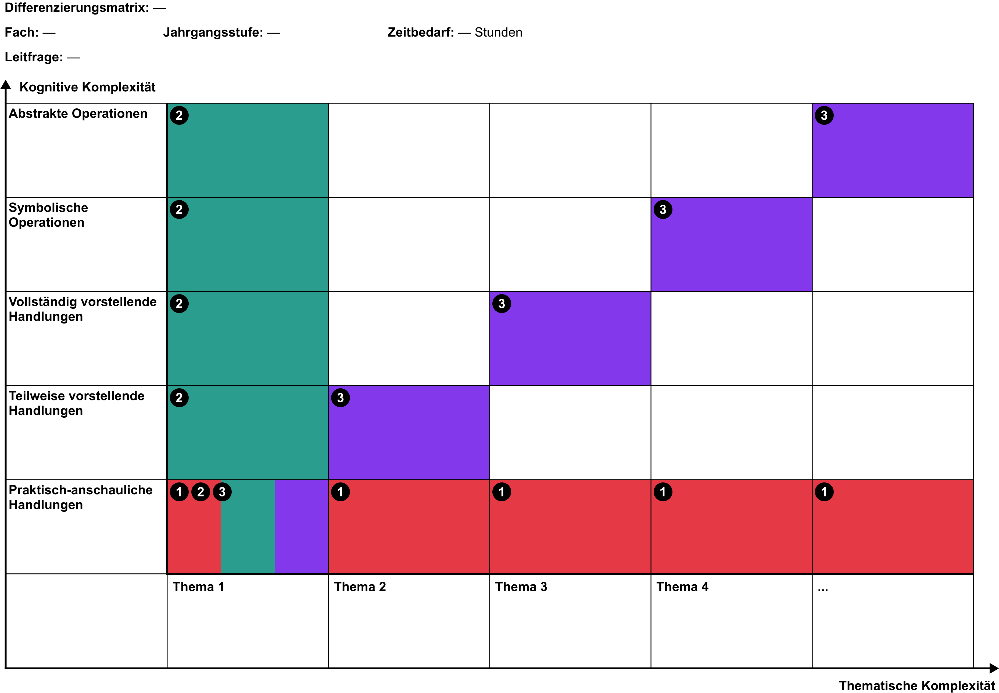 Differenzierungsmatrix: —
Fach: — Jahrgangsstufe: — Zeitbedarf: — Stunden
Leitfrage: —
Kognitive Komplexität
Abstrakte Operationen
2
3
Symbolische
Operationen
2
3
Vollständig vorstellende
Handlungen
2
3
Teilweise vorstellende
Handlungen
2
3
Praktisch-anschauliche
Handlungen
1 2 3
1
1
1
1
Thema 1
Thema 2
Thema 3
Thema 4
...
Thematische Komplexität